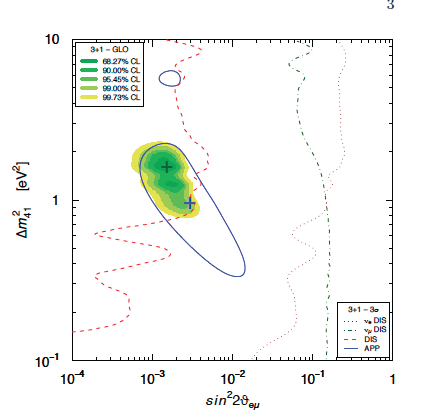 3
3+1 − GLO
68.27% CL
90.00% CL
95.45% CL
99.00% CL
99.73% CL
10
1
10⁻¹
Δm²₄₁ [eV²]
3+1 − 3σ
νₑ DIS
νμ DIS
DIS
APP
10⁻⁴ 10⁻³ 10⁻² 10⁻¹ 1
sin²2ϑₑμ